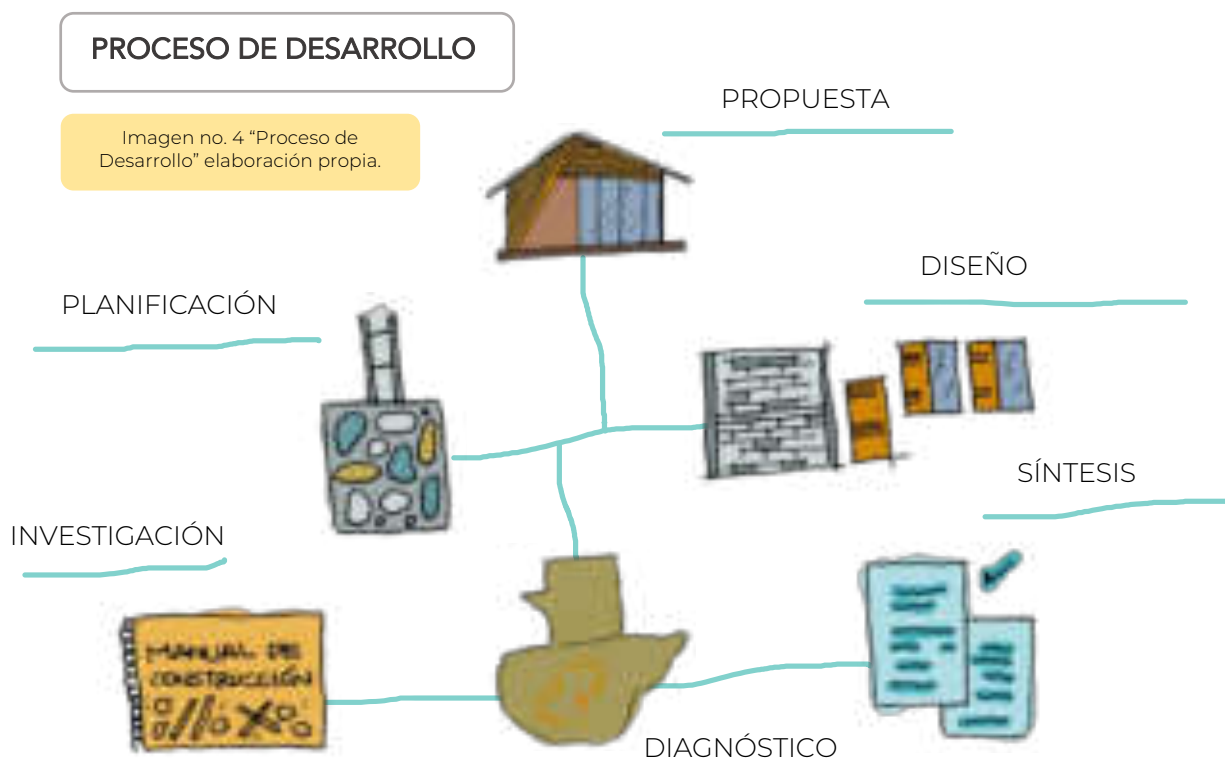 PROCESO DE DESARROLLO
Imagen no. 4 “Proceso de
Desarrollo” elaboración propia.
PROPUESTA
DISEÑO
PLANIFICACIÓN
SÍNTESIS
INVESTIGACIÓN
MANUAL DE
CONSTRUCCIÓN
DIAGNÓSTICO